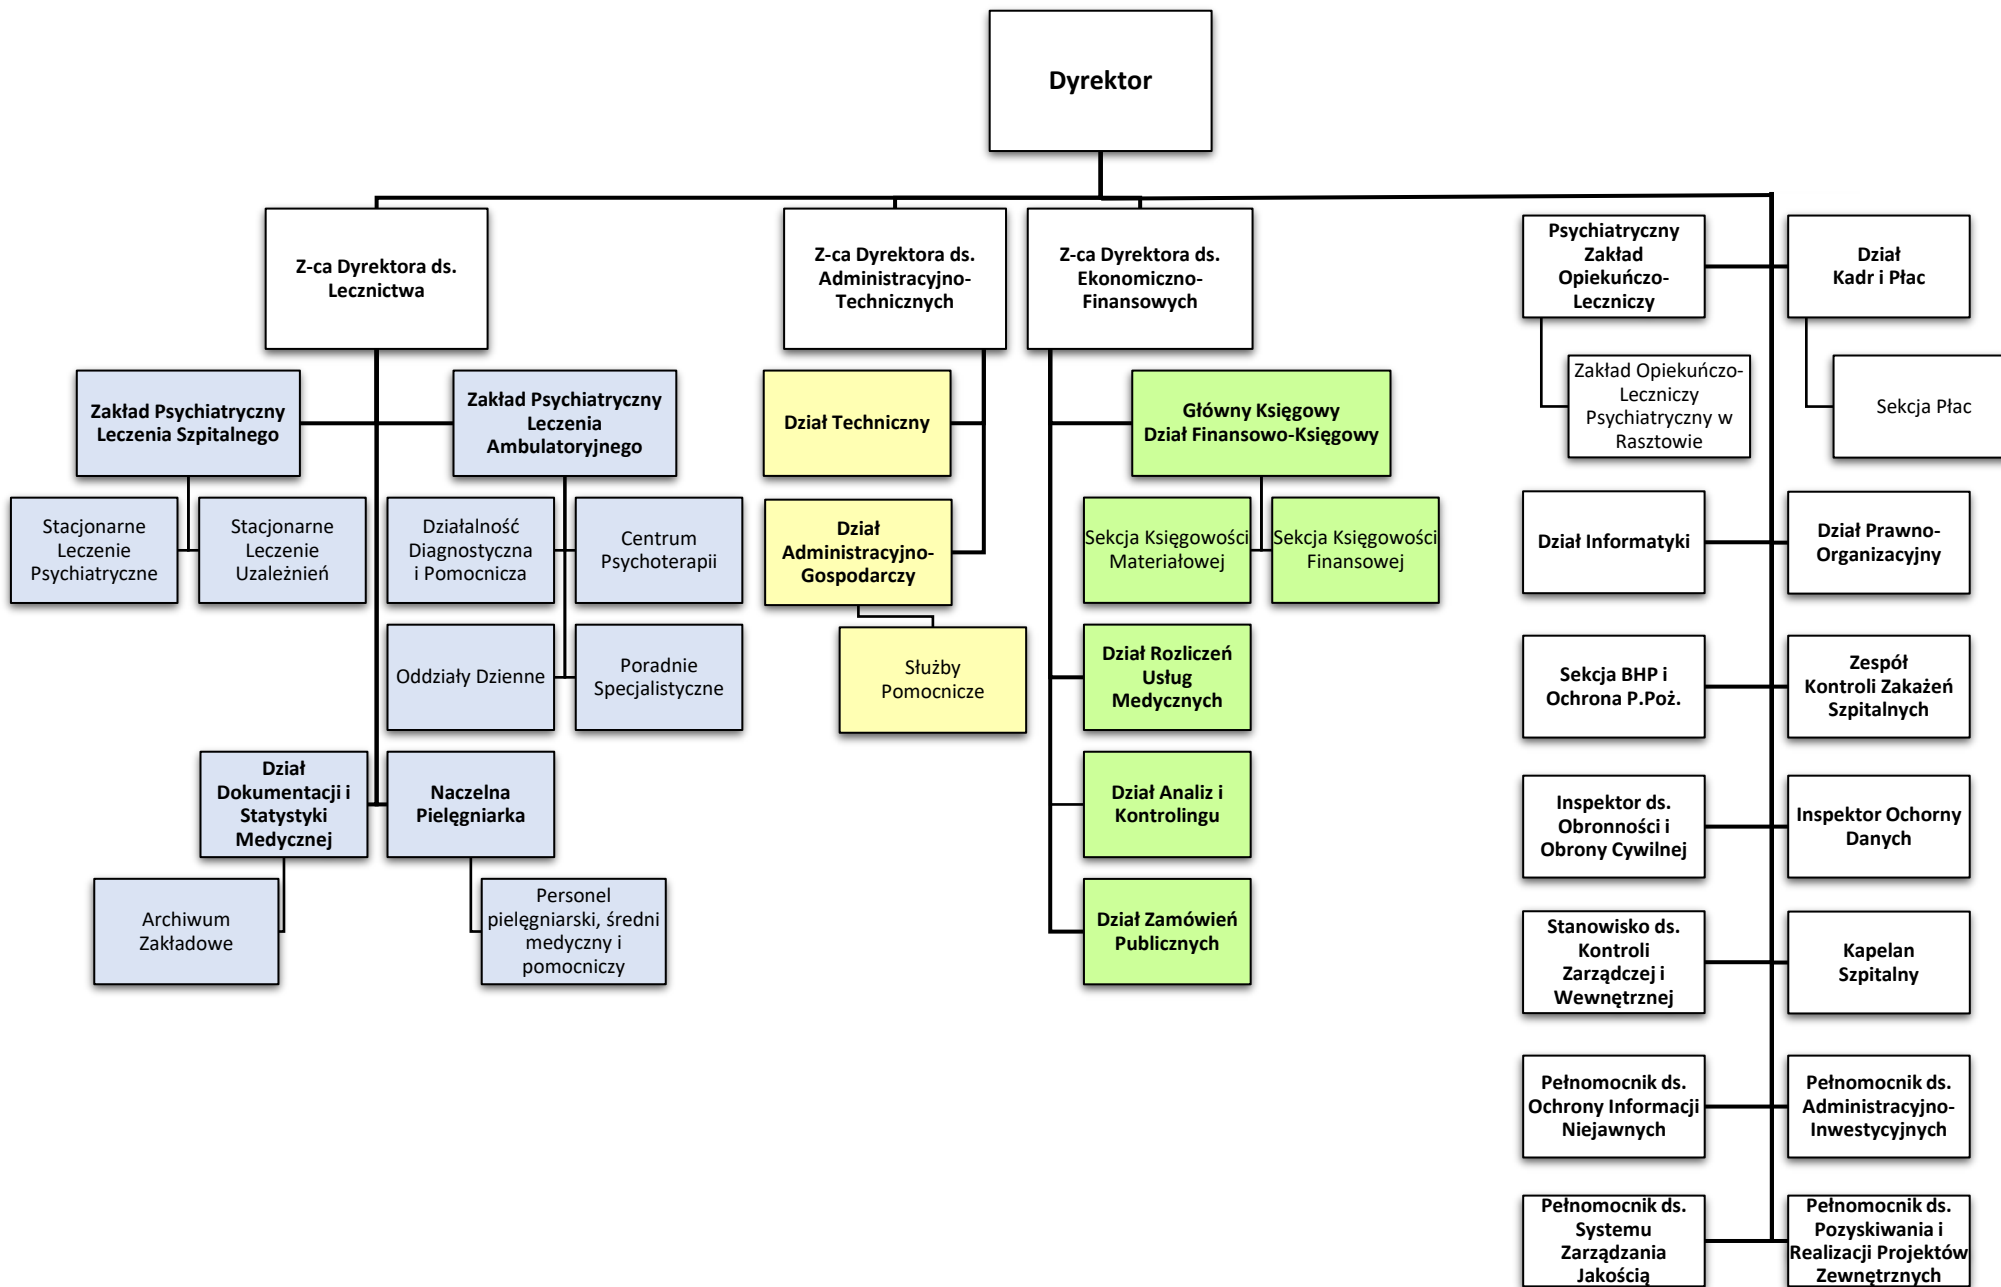 Dyrektor
Z-ca Dyrektora ds.
Lecznictwa
Z-ca Dyrektora ds.
Administracyjno-
Technicznych
Z-ca Dyrektora ds.
Ekonomiczno-
Finansowych
Psychiatryczny
Zakład
Opiekuńczo-
Leczniczy
Dział
Kadr i Płac
Zakład Opiekuńczo-
Leczniczy
Psychiatryczny w
Rasztowie
Sekcja Płac
Zakład Psychiatryczny
Leczenia Szpitalnego
Zakład Psychiatryczny
Leczenia
Ambulatoryjnego
Dział Techniczny
Główny Księgowy
Dział Finansowo-Księgowy
Stacjonarne
Leczenie
Psychiatryczne
Stacjonarne
Leczenie
Uzależnień
Działalność
Diagnostyczna
i Pomocnicza
Centrum
Psychoterapii
Dział
Administracyjno-
Gospodarczy
Sekcja Księgowości
Materiałowej
Sekcja Księgowości
Finansowej
Dział Informatyki
Dział Prawno-
Organizacyjny
Oddziały Dzienne
Poradnie
Specjalistyczne
Służby
Pomocnicze
Dział Rozliczeń
Usług
Medycznych
Sekcja BHP i
Ochrona P.Poż.
Zespół
Kontroli Zakażeń
Szpitalnych
Dział
Dokumentacji i
Statystyki
Medycznej
Naczelna
Pielęgniarka
Dział Analiz i
Kontrolingu
Inspektor ds.
Obronności i
Obrony Cywilnej
Inspektor Ochorny
Danych
Archiwum
Zakładowe
Personel
pielęgniarski, średni
medyczny i
pomocniczy
Dział Zamówień
Publicznych
Stanowisko ds.
Kontroli
Zarządczej i
Wewnętrznej
Kapelan
Szpitalny
Pełnomocnik ds.
Ochrony Informacji
Niejawnych
Pełnomocnik ds.
Administracyjno-
Inwestycyjnych
Pełnomocnik ds.
Systemu
Zarządzania
Jakością
Pełnomocnik ds.
Pozyskiwania i
Realizacji Projektów
Zewnętrznych